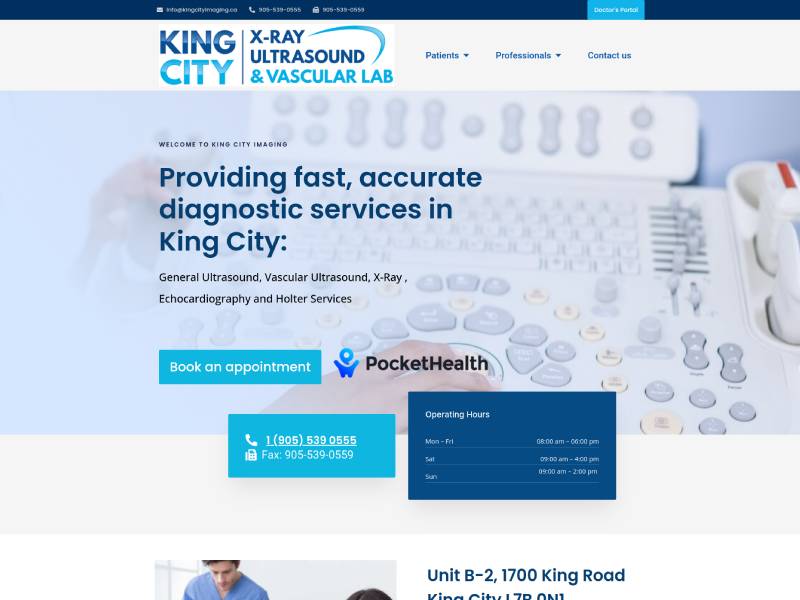 info@kingcityimaging.ca 905-539-0555 905-539-0559 Doctor's Portal
KING CITY X-RAY ULTRASOUND & VASCULAR LAB
Patients Professionals Contact us
WELCOME TO KING CITY IMAGING
Providing fast, accurate
diagnostic services in
King City:
General Ultrasound, Vascular Ultrasound, X-Ray ,
Echocardiography and Holter Services
Book an appointment PocketHealth
1 (905) 539 0555
Fax: 905-539-0559
Operating Hours
Mon – Fri 08:00 am – 06:00 pm
Sat 09:00 am – 4:00 pm
Sun 09:00 am – 2:00 pm
Unit B-2, 1700 King Road
King City L7B 0N1